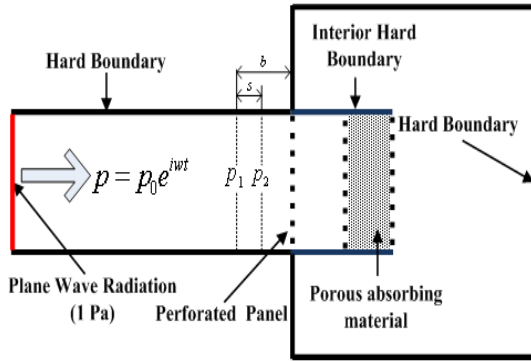 Hard Boundary
b
s
Interior Hard
Boundary
Hard
Boundary
p = p₀e^{iwt}
p₁
p₂
Plane Wave Radiation
(1 Pa)
Perforated Panel
Porous absorbing
material